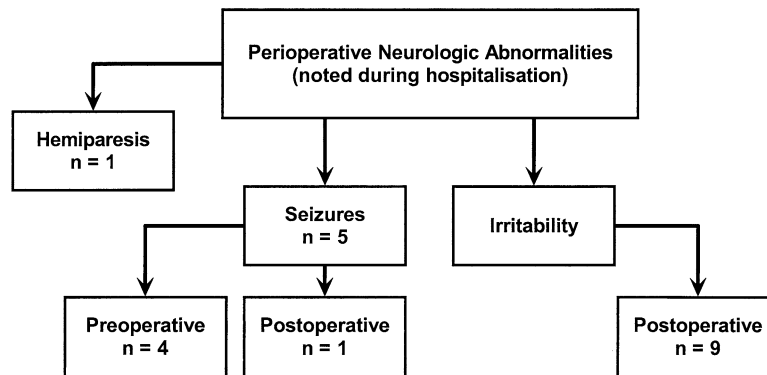 Perioperative Neurologic Abnormalities
(noted during hospitalisation)
Hemiparesis
n = 1
Seizures
n = 5
Irritability
Preoperative
n = 4
Postoperative
n = 1
Postoperative
n = 9